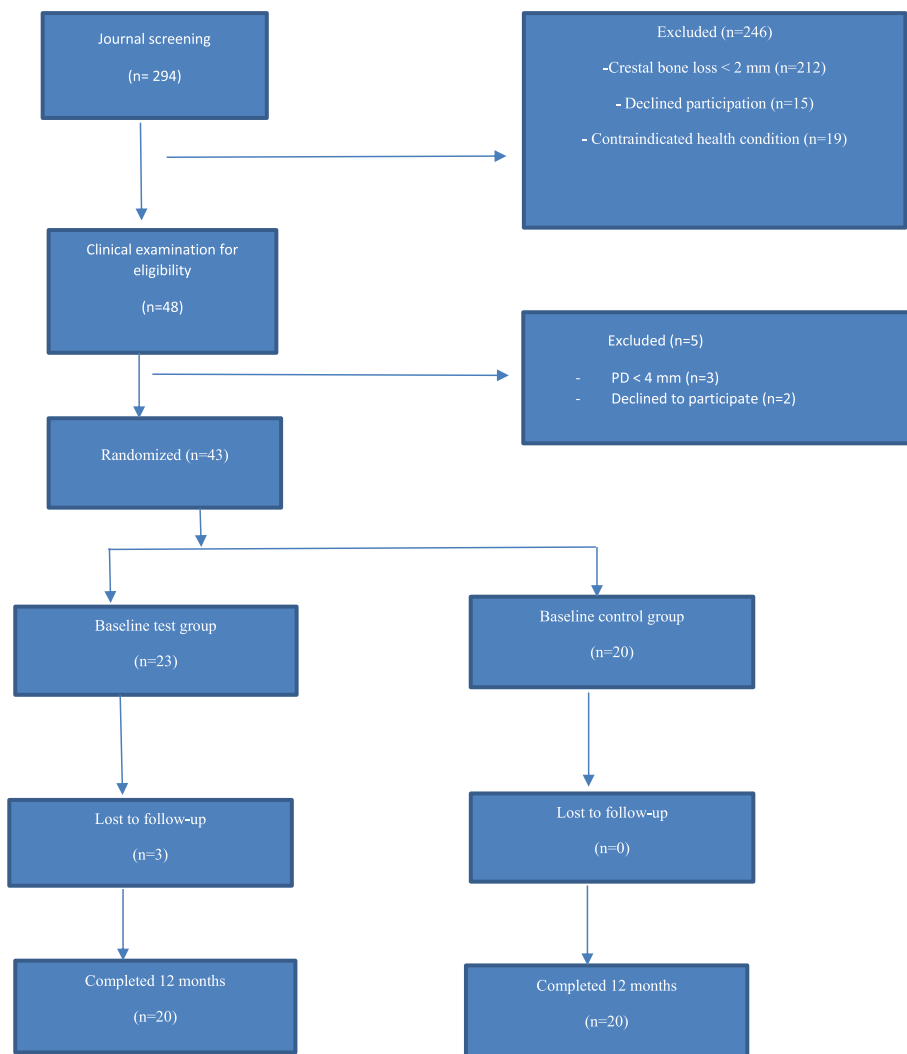 Journal screening
(n= 294)
Excluded (n=246)
-Crestal bone loss < 2 mm (n=212)
- Declined participation (n=15)
- Contraindicated health condition (n=19)
Clinical examination for
eligibility
(n=48)
Excluded (n=5)
- PD < 4 mm (n=3)
- Declined to participate (n=2)
Randomized (n=43)
Baseline test group
(n=23)
Baseline control group
(n=20)
Lost to follow-up
(n=3)
Lost to follow-up
(n=0)
Completed 12 months
(n=20)
Completed 12 months
(n=20)